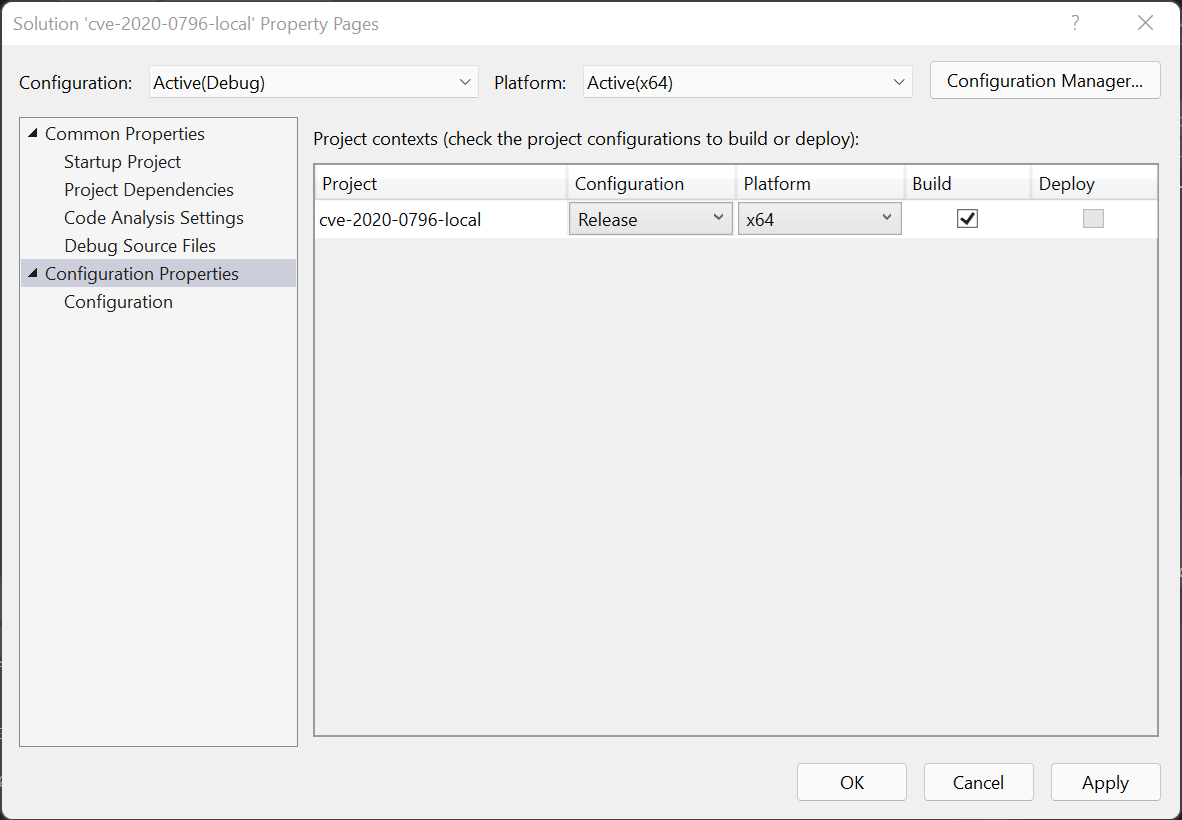 Solution 'cve-2020-0796-local' Property Pages
?
Configuration: Active(Debug) Platform: Active(x64) Configuration Manager...
Common Properties
Startup Project
Project Dependencies
Code Analysis Settings
Debug Source Files
Configuration Properties
Configuration
Project contexts (check the project configurations to build or deploy):
Project Configuration Platform Build Deploy
cve-2020-0796-local Release x64
OK Cancel Apply